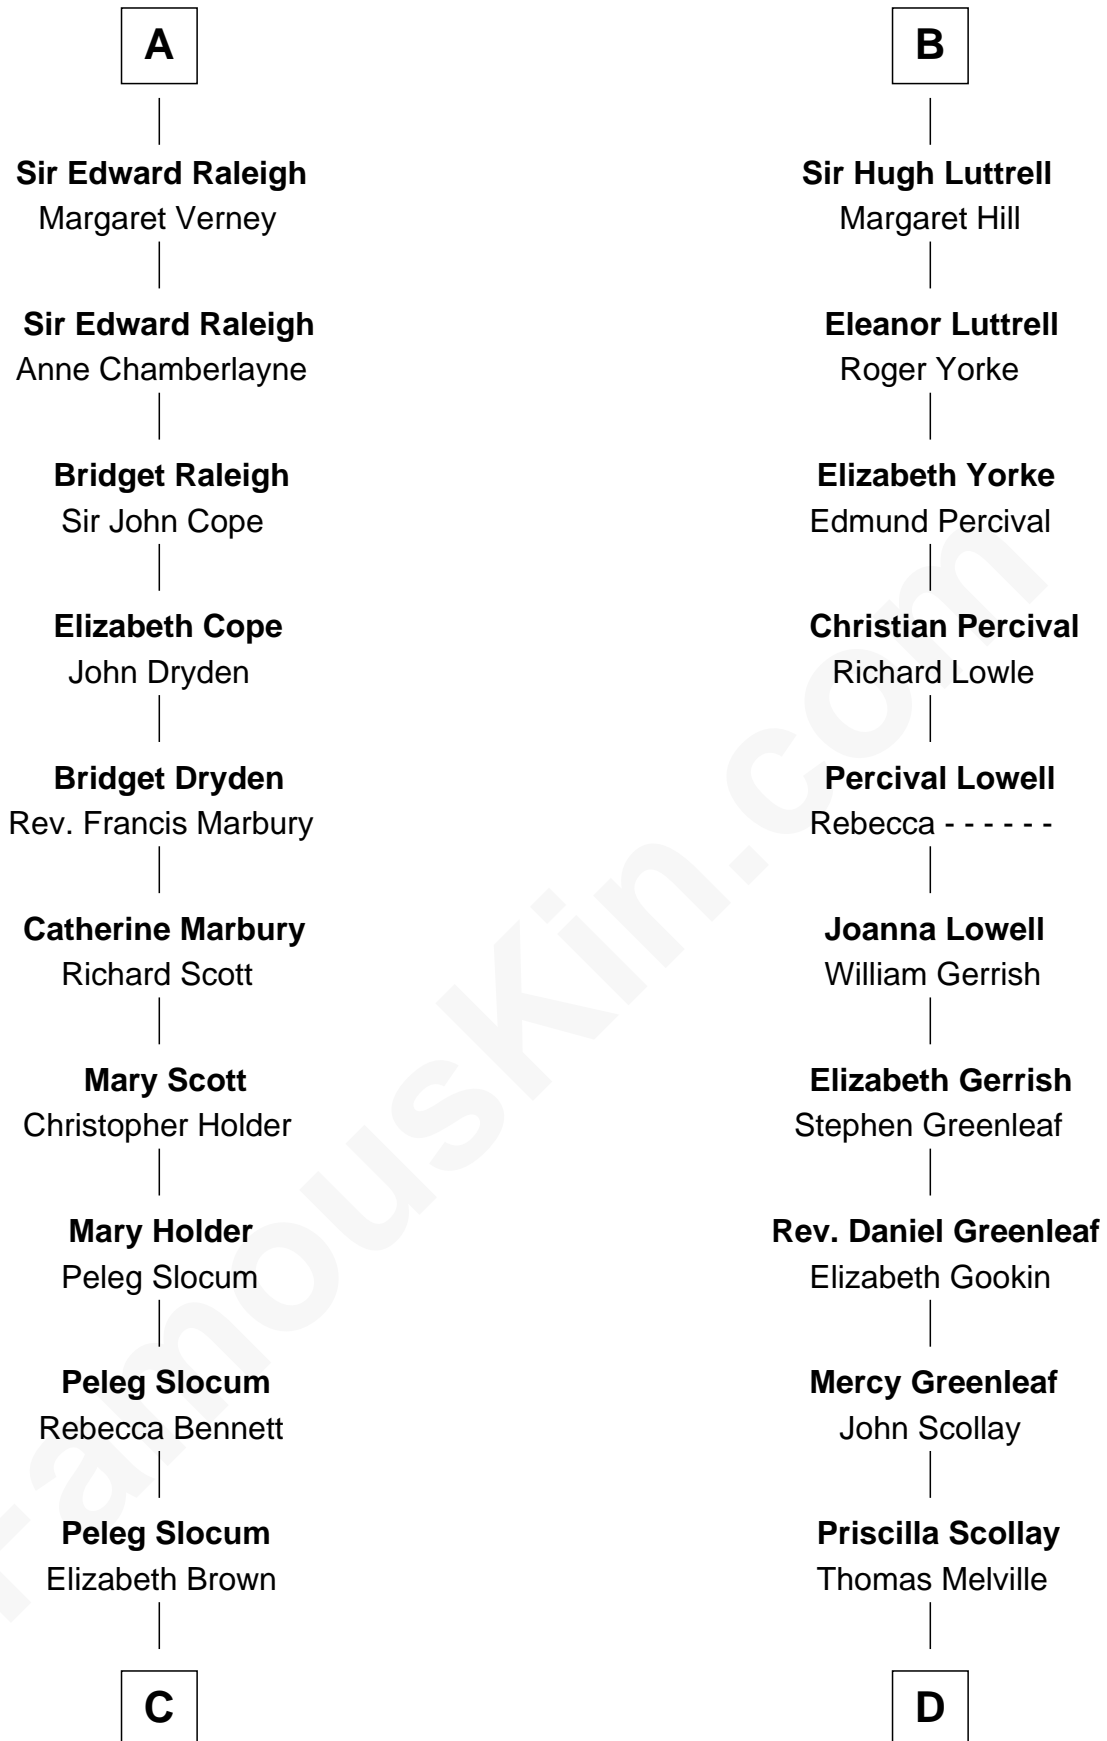 A
Sir Edward Raleigh
Margaret Verney
Sir Edward Raleigh
Anne Chamberlayne
Bridget Raleigh
Sir John Cope
Elizabeth Cope
John Dryden
Bridget Dryden
Rev. Francis Marbury
Catherine Marbury
Richard Scott
Mary Scott
Christopher Holder
Mary Holder
Peleg Slocum
Peleg Slocum
Rebecca Bennett
Peleg Slocum
Elizabeth Brown
C
B
Sir Hugh Luttrell
Margaret Hill
Eleanor Luttrell
Roger Yorke
Elizabeth Yorke
Edmund Percival
Christian Percival
Richard Lowle
Percival Lowell
Rebecca - - - - - -
Joanna Lowell
William Gerrish
Elizabeth Gerrish
Stephen Greenleaf
Rev. Daniel Greenleaf
Elizabeth Gookin
Mercy Greenleaf
John Scollay
Priscilla Scollay
Thomas Melville
D
FamousKin.com